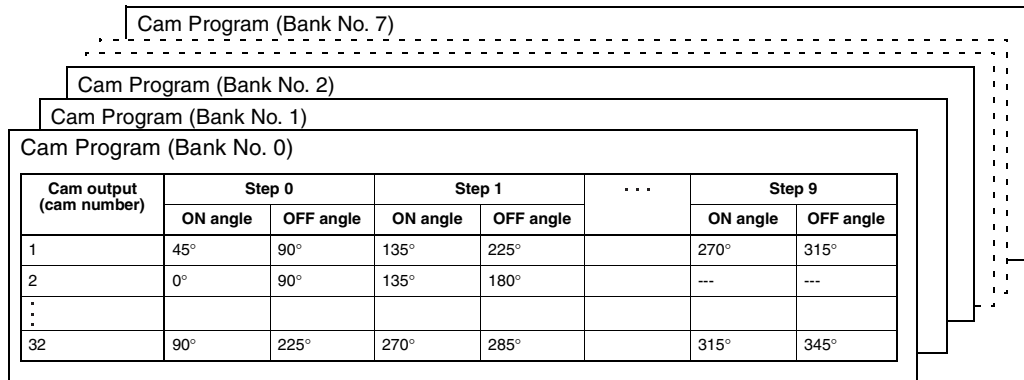 Cam Program (Bank No. 7)
Cam Program (Bank No. 2)
Cam Program (Bank No. 1)
Cam Program (Bank No. 0)
Cam output (cam number) Step 0 Step 1 · · · Step 9
ON angle OFF angle ON angle OFF angle ON angle OFF angle
1 45° 90° 135° 225° 270° 315°
2 0° 90° 135° 180° --- ---
⋮
32 90° 225° 270° 285° 315° 345°